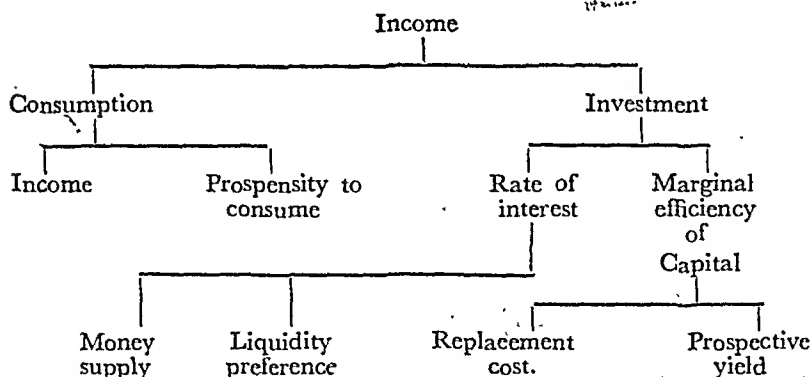 Income
Consumption Investment
Income Prospensity to consume Rate of interest Marginal efficiency of Capital
Money supply Liquidity preference Replacement cost. Prospective yield